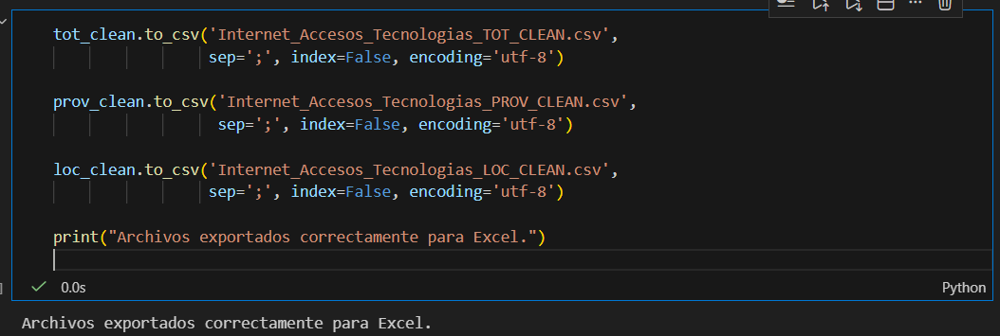 tot_clean.to_csv('Internet_Accesos_Tecnologias_TOT_CLEAN.csv',
sep=';', index=False, encoding='utf-8')
prov_clean.to_csv('Internet_Accesos_Tecnologias_PROV_CLEAN.csv',
sep=';', index=False, encoding='utf-8')
loc_clean.to_csv('Internet_Accesos_Tecnologias_LOC_CLEAN.csv',
sep=';', index=False, encoding='utf-8')
print("Archivos exportados correctamente para Excel.")
0.0s Python
Archivos exportados correctamente para Excel.